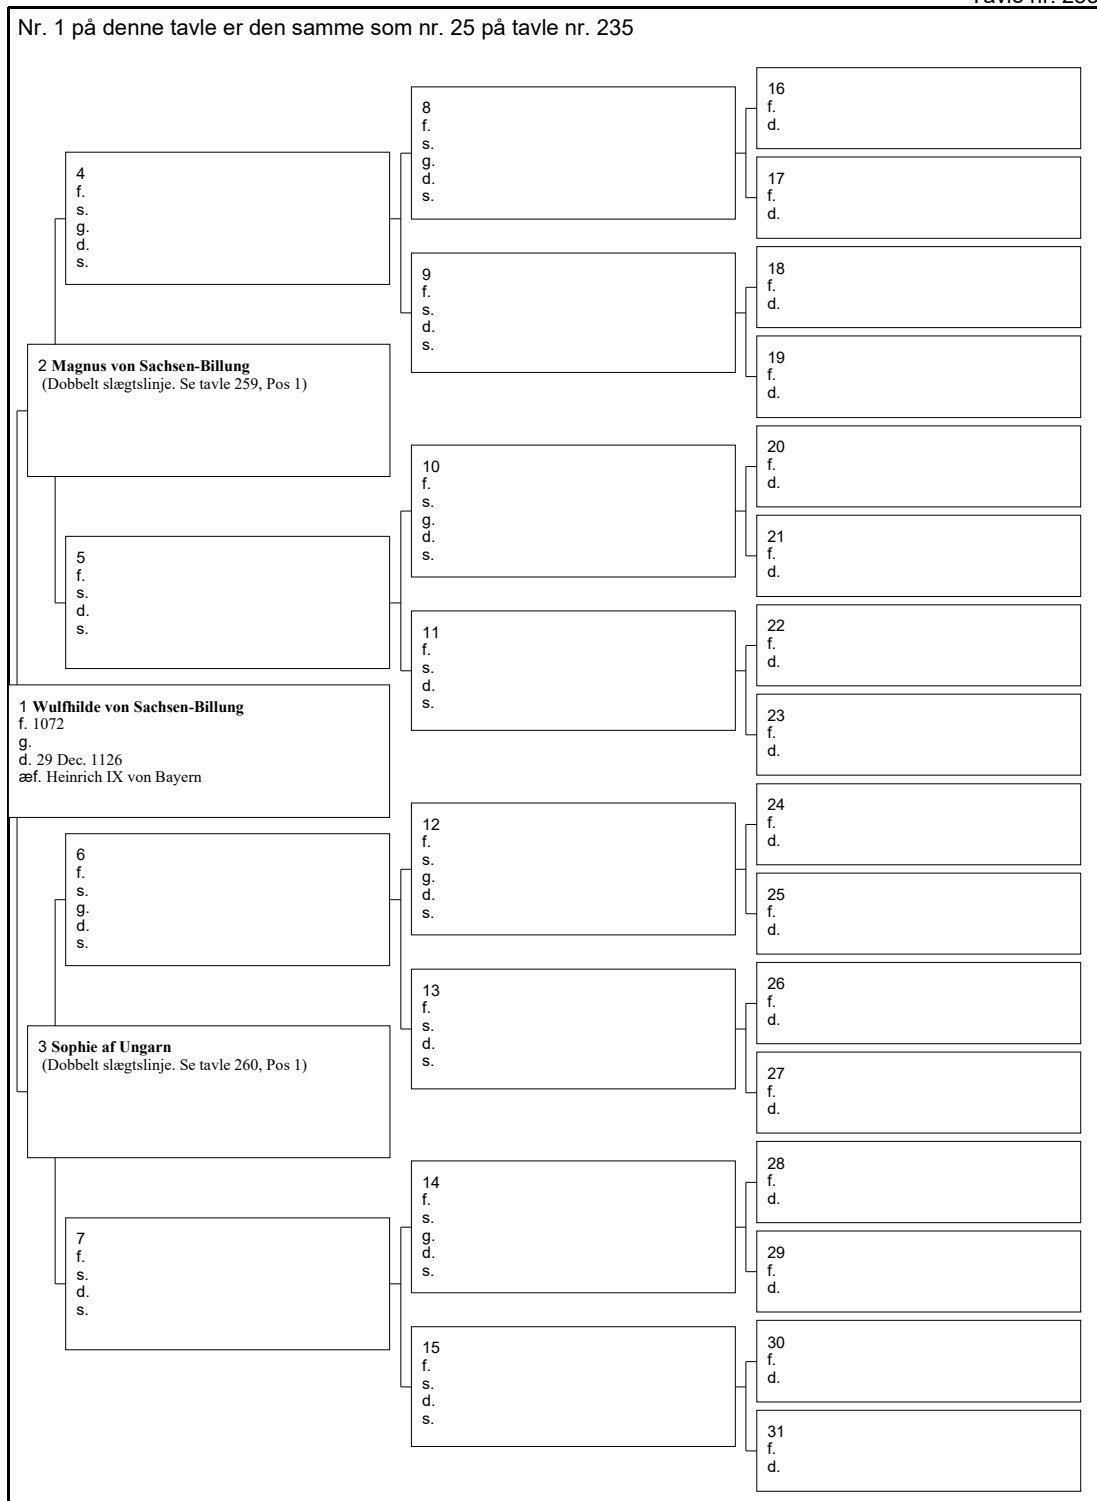 Nr. 1 på denne tavle er den samme som nr. 25 på tavle nr. 235
16
f.
d.
8
f.
s.
g.
d.
s.
17
f.
d.
4
f.
s.
g.
d.
s.
18
f.
d.
9
f.
s.
d.
s.
19
f.
d.
2 Magnus von Sachsen-Billung
(Dobbelt slægtslinje. Se tavle 259, Pos 1)
20
f.
d.
10
f.
s.
g.
d.
s.
21
f.
d.
5
f.
s.
d.
s.
22
f.
d.
11
f.
s.
d.
s.
23
f.
d.
1 Wulfhilde von Sachsen-Billung
f. 1072
g.
d. 29 Dec. 1126
æf. Heinrich IX von Bayern
24
f.
d.
12
f.
s.
g.
d.
s.
25
f.
d.
6
f.
s.
g.
d.
s.
26
f.
d.
13
f.
s.
d.
s.
27
f.
d.
3 Sophie af Ungarn
(Dobbelt slægtslinje. Se tavle 260, Pos 1)
28
f.
d.
14
f.
s.
g.
d.
s.
29
f.
d.
7
f.
s.
d.
s.
30
f.
d.
15
f.
s.
d.
s.
31
f.
d.